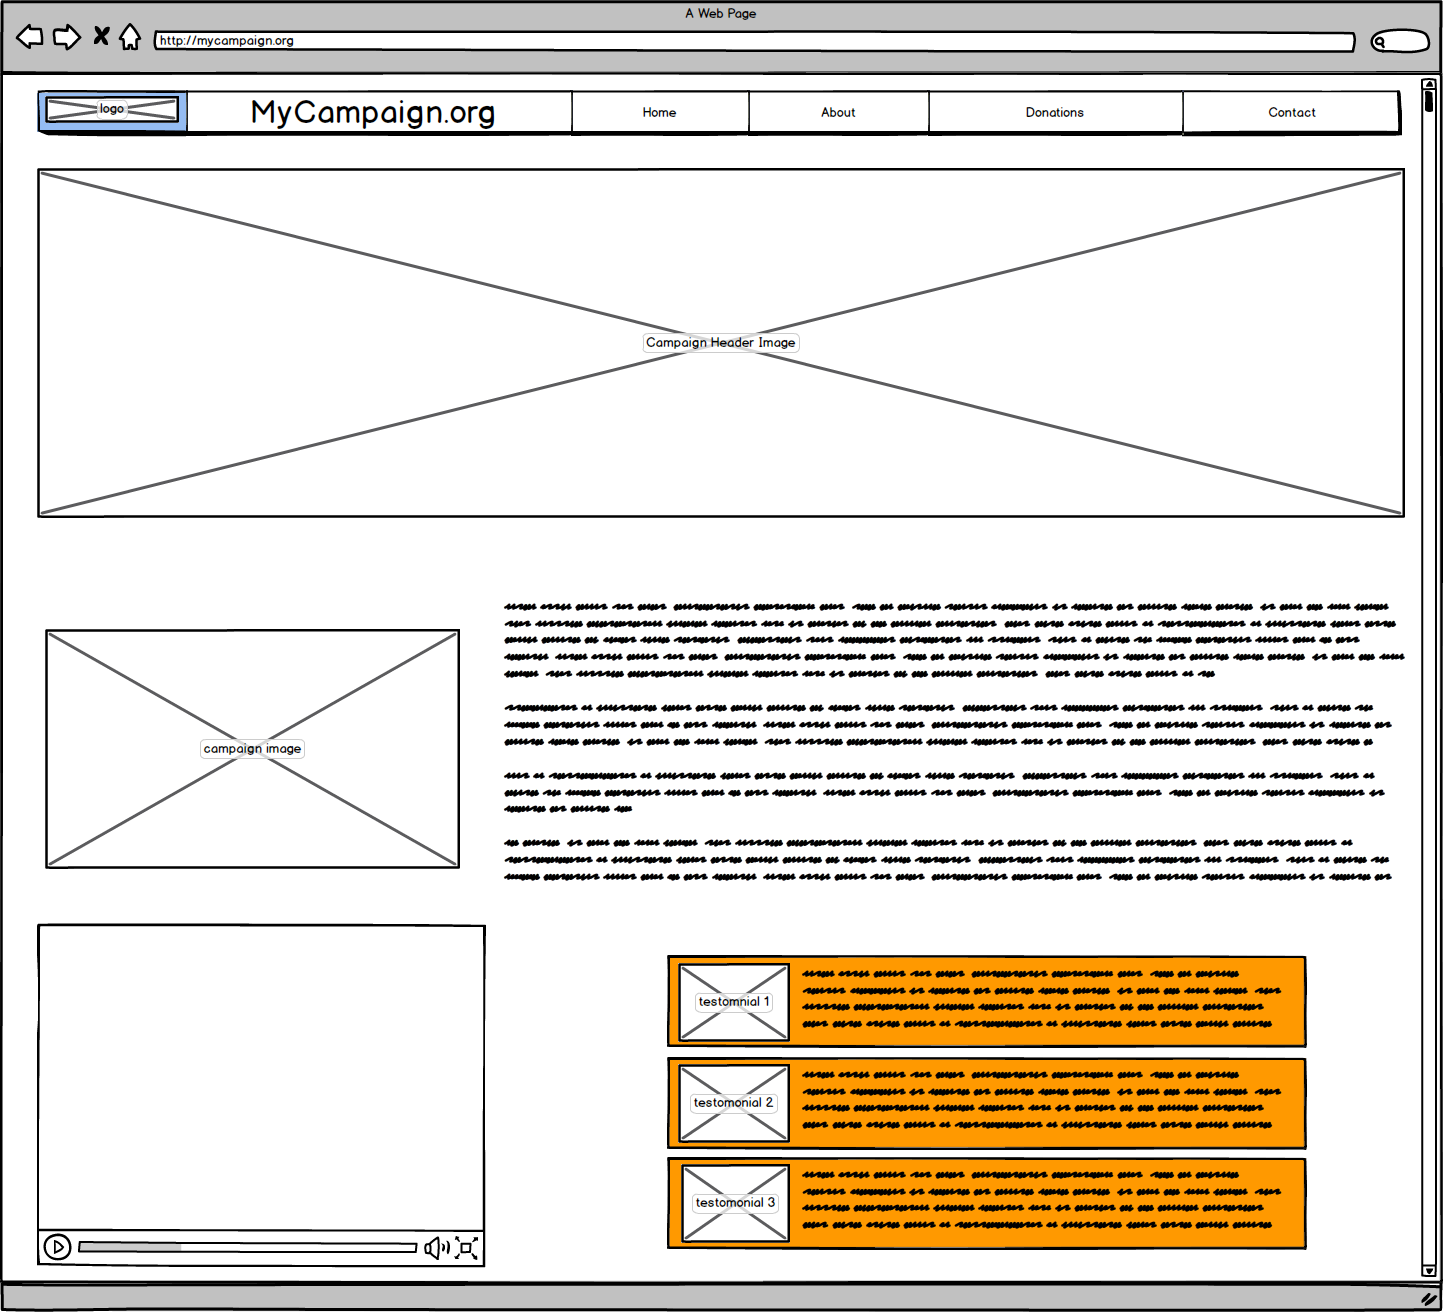 A Web Page
http://mycampaign.org
logo
MyCampaign.org
Home
About
Donations
Contact
Campaign Header Image
campaign image
testomnial 1
testomonial 2
testomonial 3